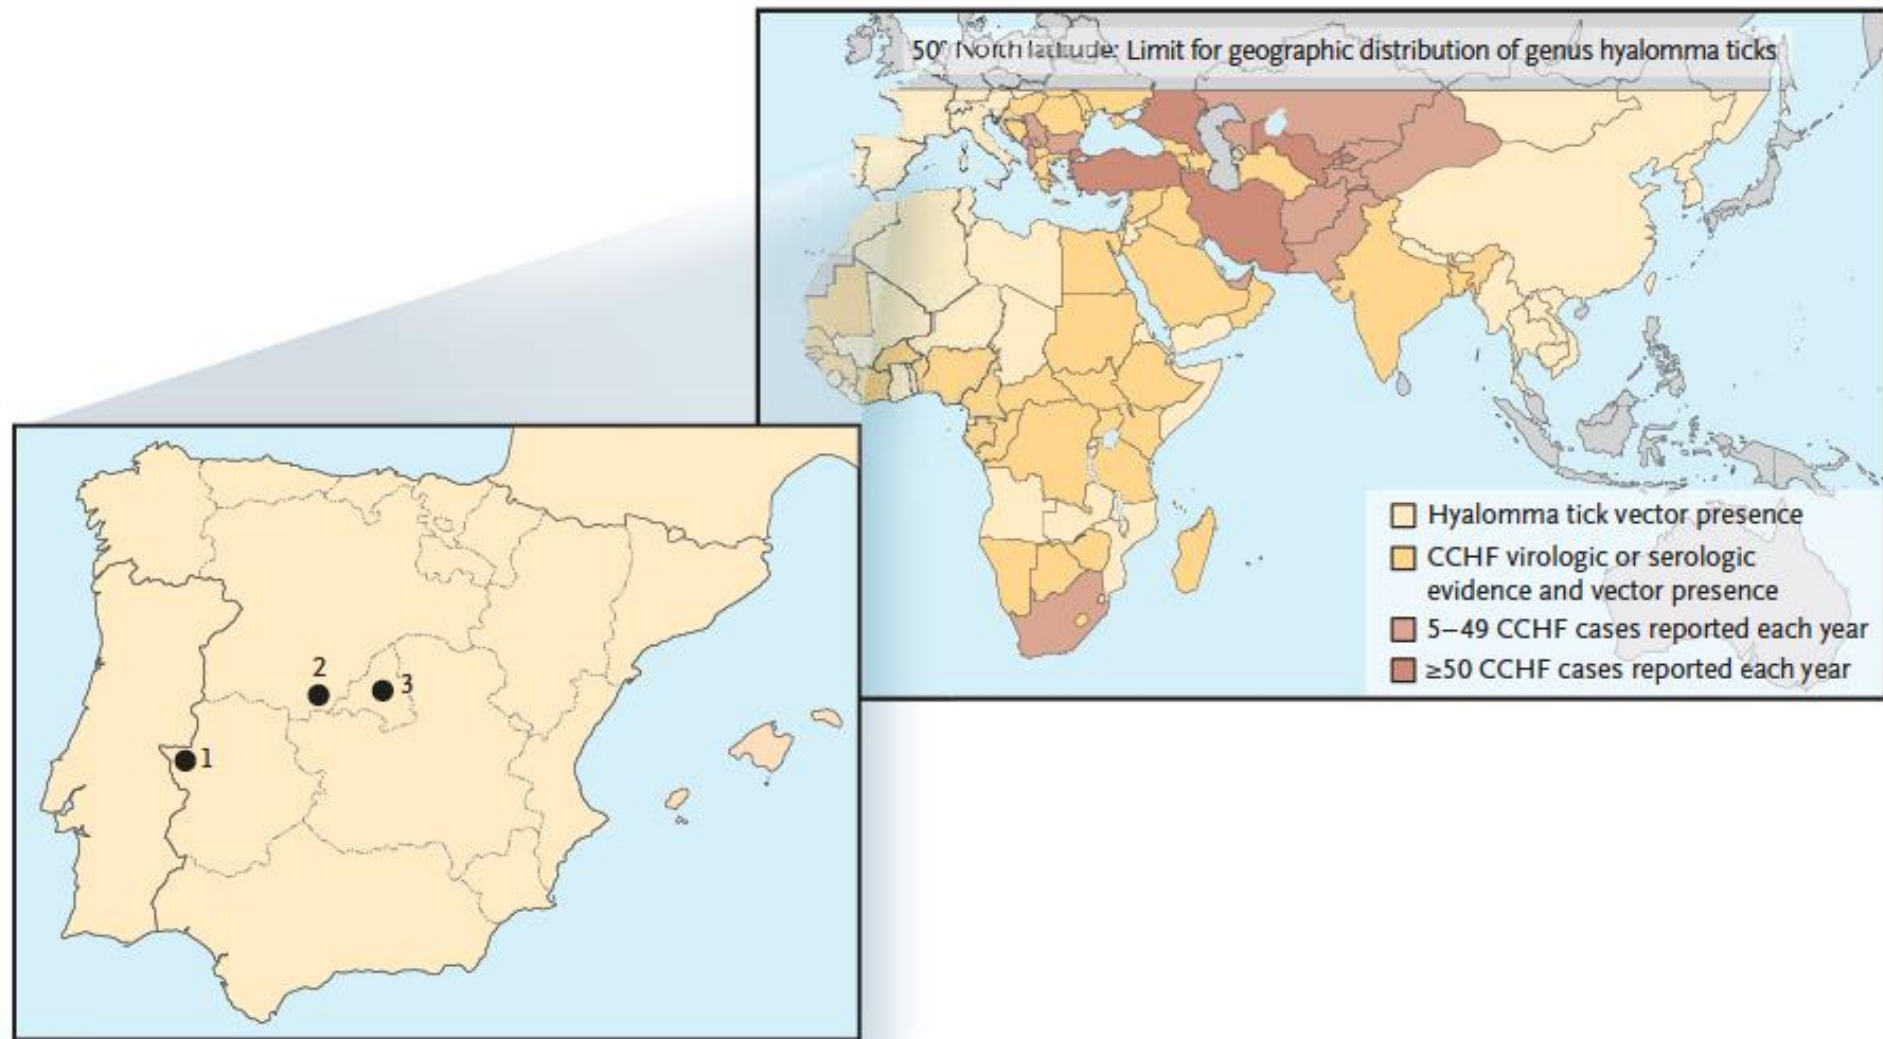 50° North latitude: Limit for geographic distribution of genus hyalomma ticks
Hyalomma tick vector presence
CCHF virologic or serologic
evidence and vector presence
5–49 CCHF cases reported each year
≥50 CCHF cases reported each year
2
3
1